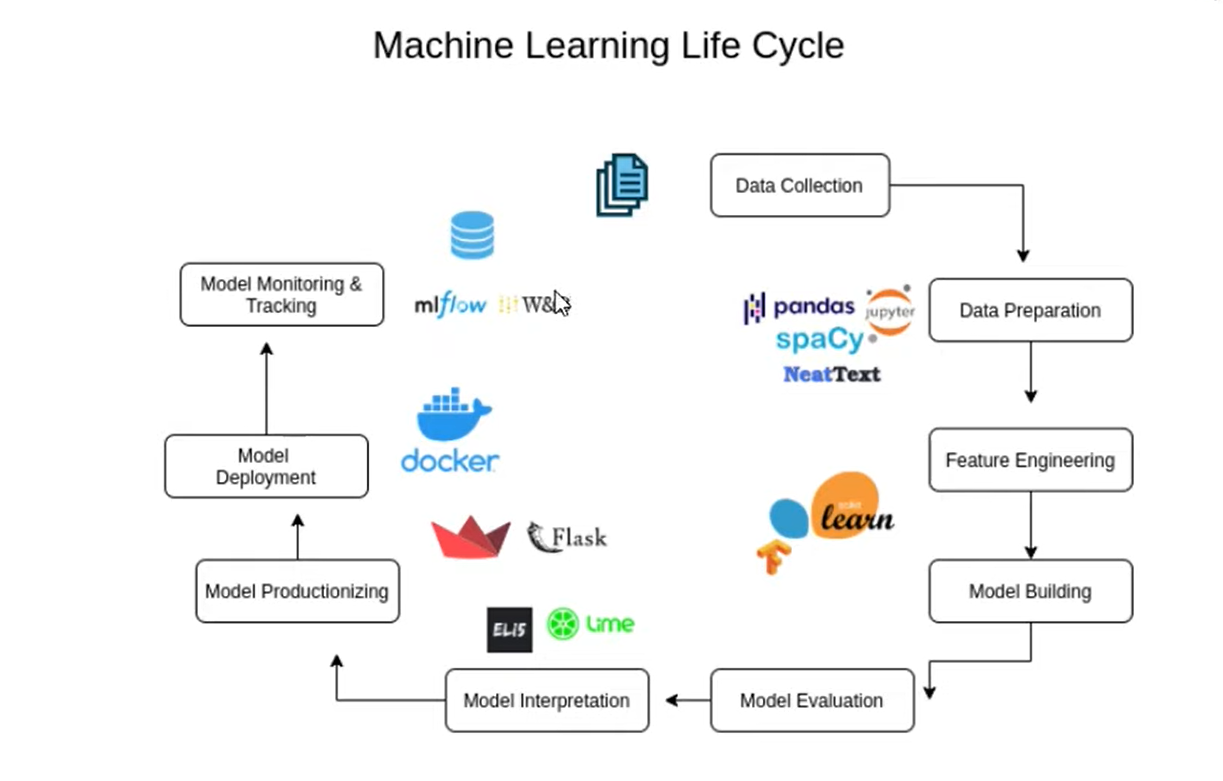 Machine Learning Life Cycle
Data Collection
Model Monitoring &
Tracking
mlflow
W&
pandas
jupyter
Data Preparation
spaCy
NeatText
Model
Deployment
docker
Feature Engineering
learn
Flask
Model Productionizing
Model Building
ELI5
Lime
Model Interpretation
Model Evaluation